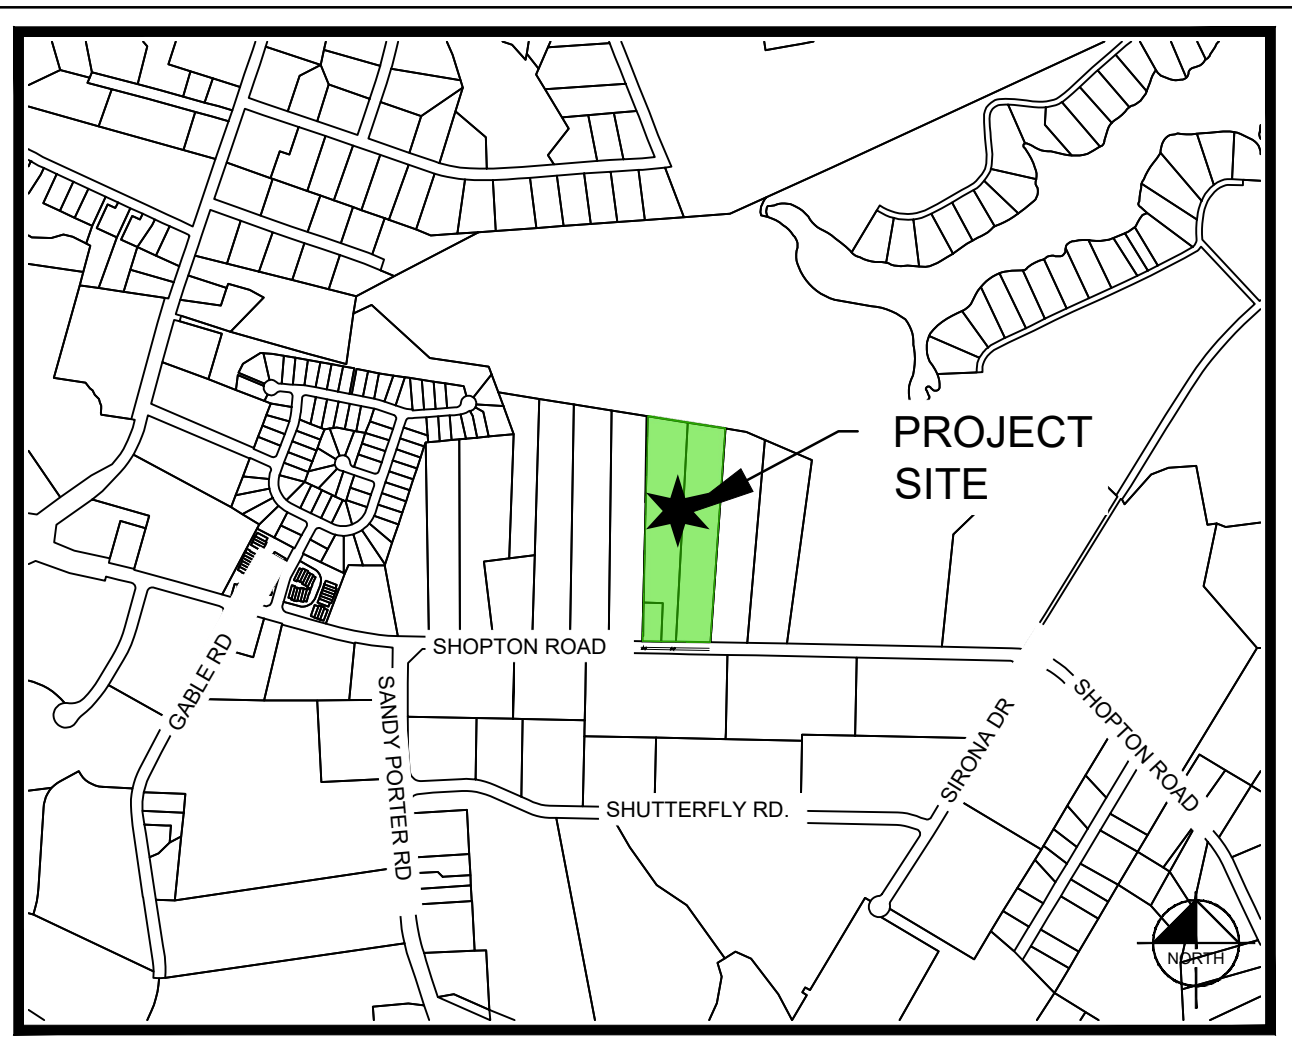 PROJECT
SITE
SHOPTON ROAD
GABLE RD
SANDY PORTER RD
SIRONA DR
SHOPTON ROAD
SHUTTERFLY RD.
NORTH